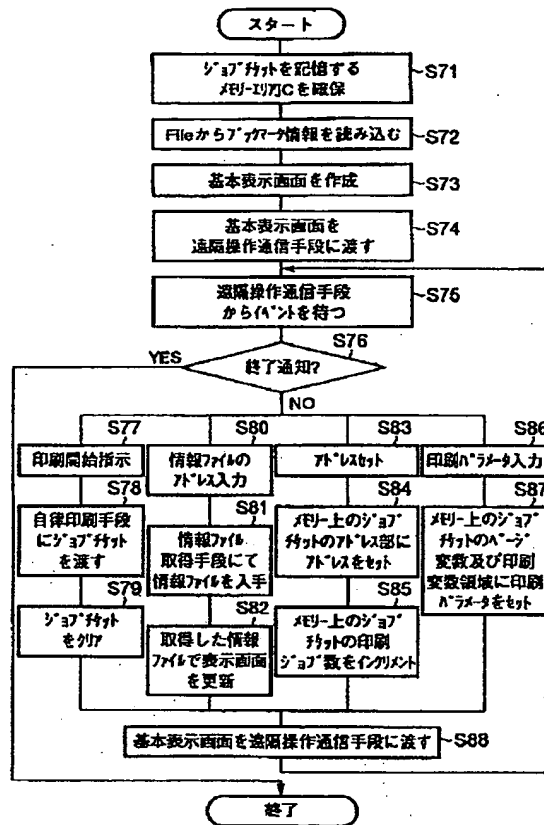 スタート
ジョブチケットを記憶する
メモリーエリアJCを確保
S71
Fileからブックマーク情報を読み込む
S72
基本表示画面を作成
S73
基本表示画面を
遠隔操作通信手段に渡す
S74
遠隔操作通信手段
からイベントを待つ
S75
S76
YES
終了通知?
NO
S77
印刷開始指示
S78
自律印刷手段
にジョブチケット
を渡す
S79
ジョブチケット
をクリア
S80
情報ファイルの
アドレス入力
S81
情報ファイル
取得手段にて
情報ファイルを入手
S82
取得した情報
ファイルで表示画面
を更新
S83
アドレスセット
S84
メモリー上のジョブ
チケットのアドレス部に
アドレスをセット
S85
メモリー上のジョブ
チケットの印刷
ジョブ数をインクリメント
S86
印刷パラメータ入力
S87
メモリー上のジョブ
チケットのページ
変数及び印刷
変数領域に印刷
パラメータをセット
基本表示画面を遠隔操作通信手段に渡す
S88
終了